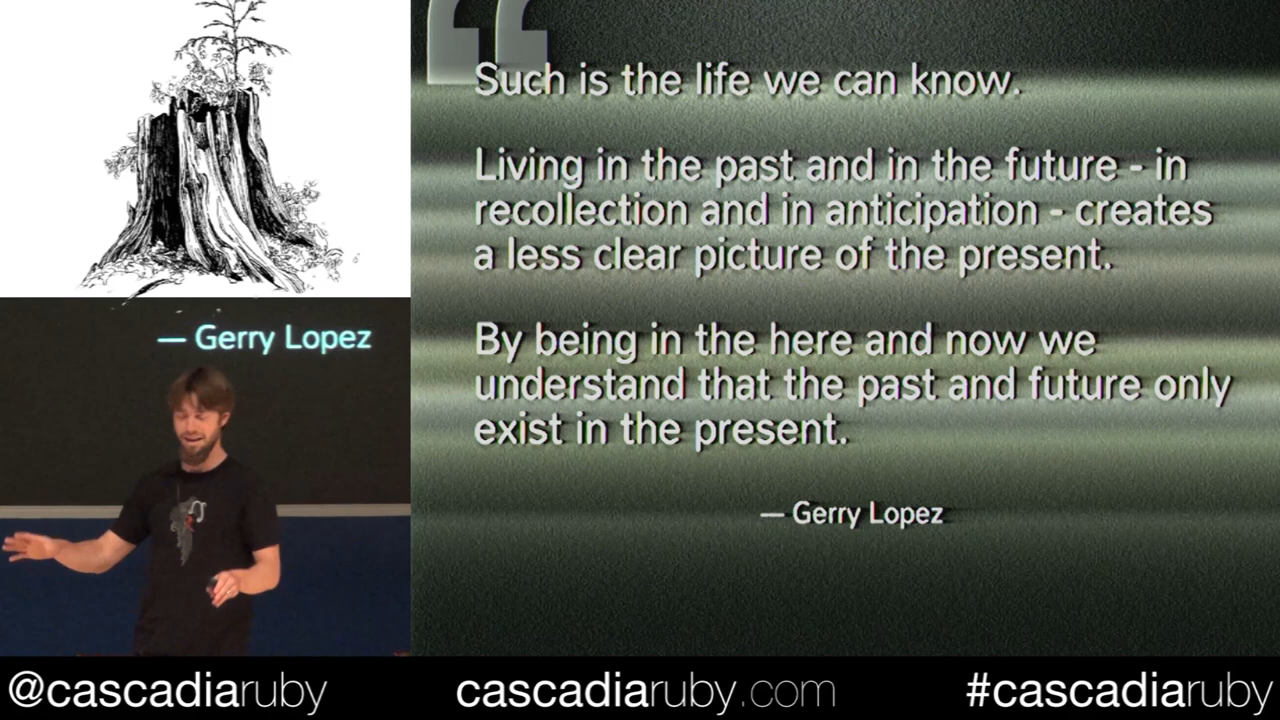 “
Such is the life we can know.
Living in the past and in the future - in
recollection and in anticipation - creates
a less clear picture of the present.
By being in the here and now we
understand that the past and future only
exist in the present.
— Gerry Lopez
— Gerry Lopez
@cascadiaruby
cascadiaruby.com
#cascadiaruby